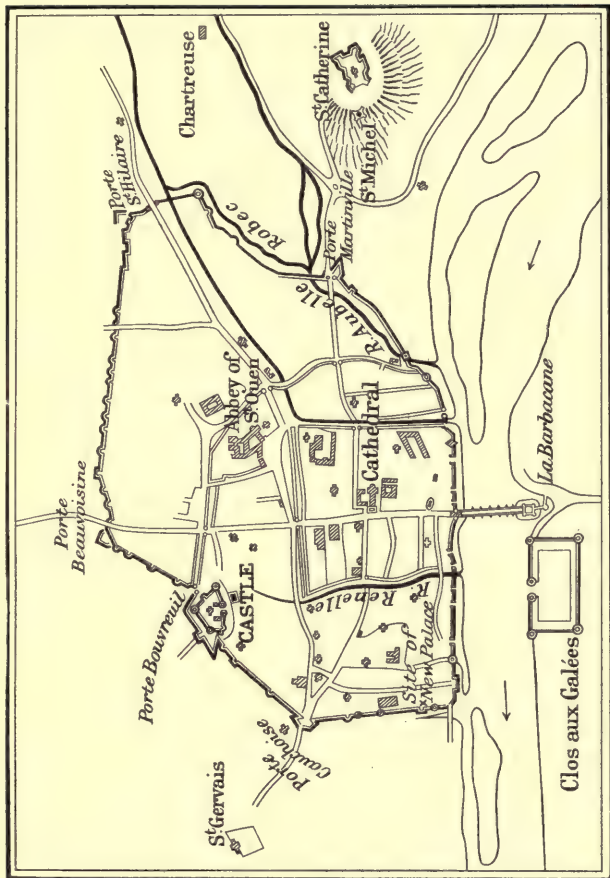 Chartreuse
St. Catherine
St. Michel
Porte
St. Hilaire
Robec
Porte
Martinville
R. Aubelle
Abbey of
St. Ouen
Cathedral
La Barbacane
Porte
Beauvoisine
Porte Bouvreuil
CASTLE
R. Renelle
Site of
New Palace
Porte
Cauchoise
St. Gervais
Clos aux Galées